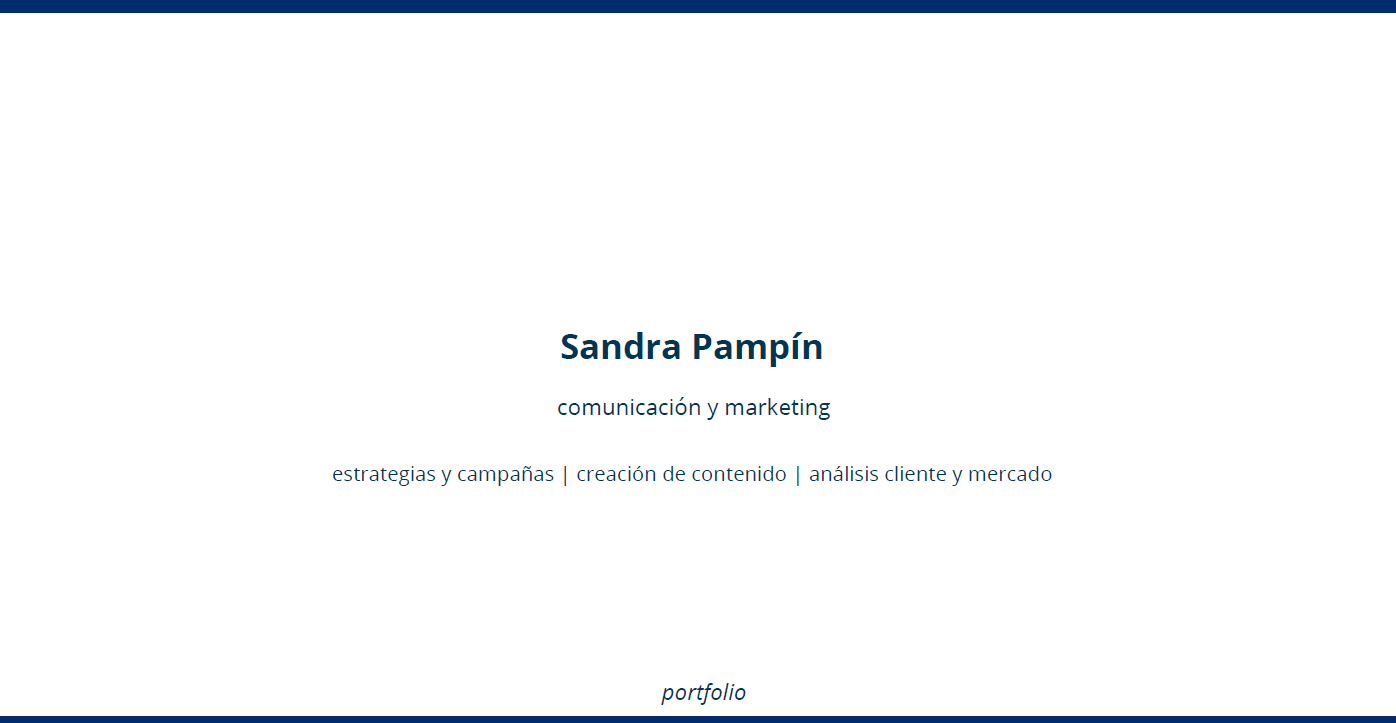 Sandra Pampín
comunicación y marketing
estrategias y campañas | creación de contenido | análisis cliente y mercado
portfolio